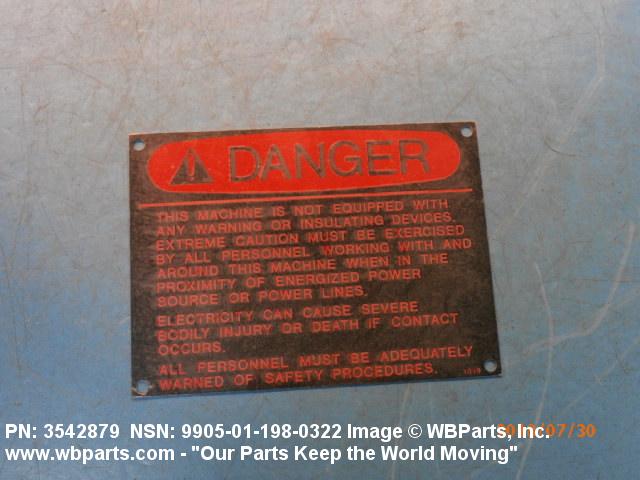 DANGER
THIS MACHINE IS NOT EQUIPPED WITH
ANY WARNING OR INSULATING DEVICES.
EXTREME CAUTION MUST BE EXERCISED
BY ALL PERSONNEL WORKING WITH AND
AROUND THIS MACHINE WHEN IN THE
PROXIMITY OF ENERGIZED POWER
SOURCE OR POWER LINES.
ELECTRICITY CAN CAUSE SEVERE
BODILY INJURY OR DEATH IF CONTACT
OCCURS.
ALL PERSONNEL MUST BE ADEQUATELY
WARNED OF SAFETY PROCEDURES.
PN: 3542879 NSN: 9905-01-198-0322 Image © WBParts, Inc.
/07/30
www.wbparts.com - "Our Parts Keep the World Moving"